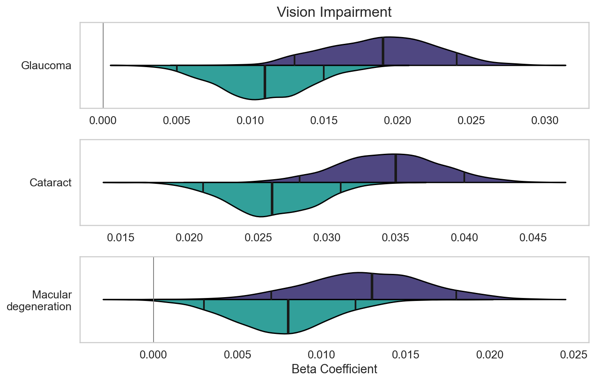 Vision Impairment
Glaucoma
0.000 0.005 0.010 0.015 0.020 0.025 0.030
Cataract
0.015 0.020 0.025 0.030 0.035 0.040 0.045
Macular
degeneration
0.000 0.005 0.010 0.015 0.020 0.025
Beta Coefficient